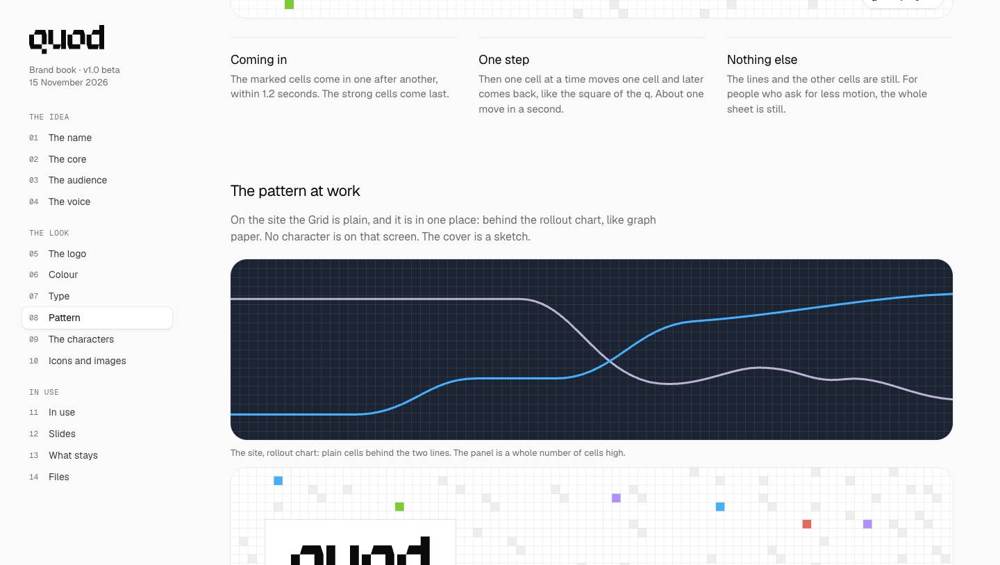 quad
Brand book · v1.0 beta
15 November 2026
THE IDEA
01 The name
02 The core
03 The audience
04 The voice
THE LOOK
05 The logo
06 Colour
07 Type
08 Pattern
09 The characters
10 Icons and images
IN USE
11 In use
12 Slides
13 What stays
14 Files
Coming in
The marked cells come in one after another,
within 1.2 seconds. The strong cells come last.
One step
Then one cell at a time moves one cell and later
comes back, like the square of the q. About one
move in a second.
Nothing else
The lines and the other cells are still. For
people who ask for less motion, the whole
sheet is still.
The pattern at work
On the site the Grid is plain, and it is in one place: behind the rollout chart, like graph
paper. No character is on that screen. The cover is a sketch.
The site, rollout chart: plain cells behind the two lines. The panel is a whole number of cells high.
quad